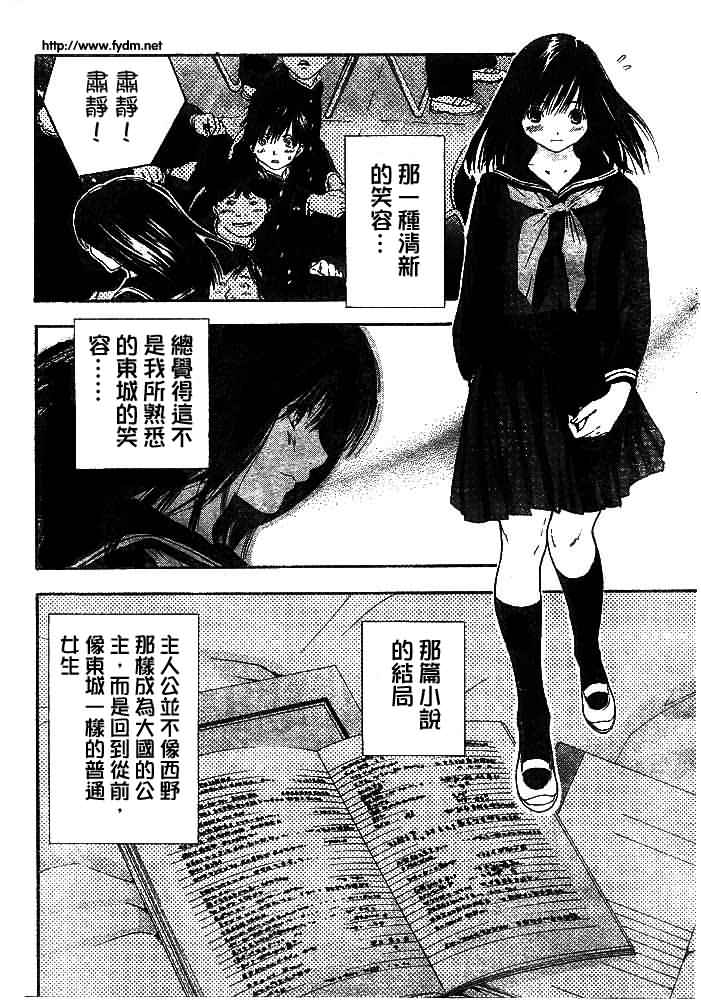 http://www.fydm.net
那一種清新
的笑容…
肅靜！
肅靜！
總覺得這不
是我所熟悉
的東城的笑
容……
那篇小說
的結局
主人公並不像西野
那樣成為大國的公
主，而是回到從前，
像東城一樣的普通
女生